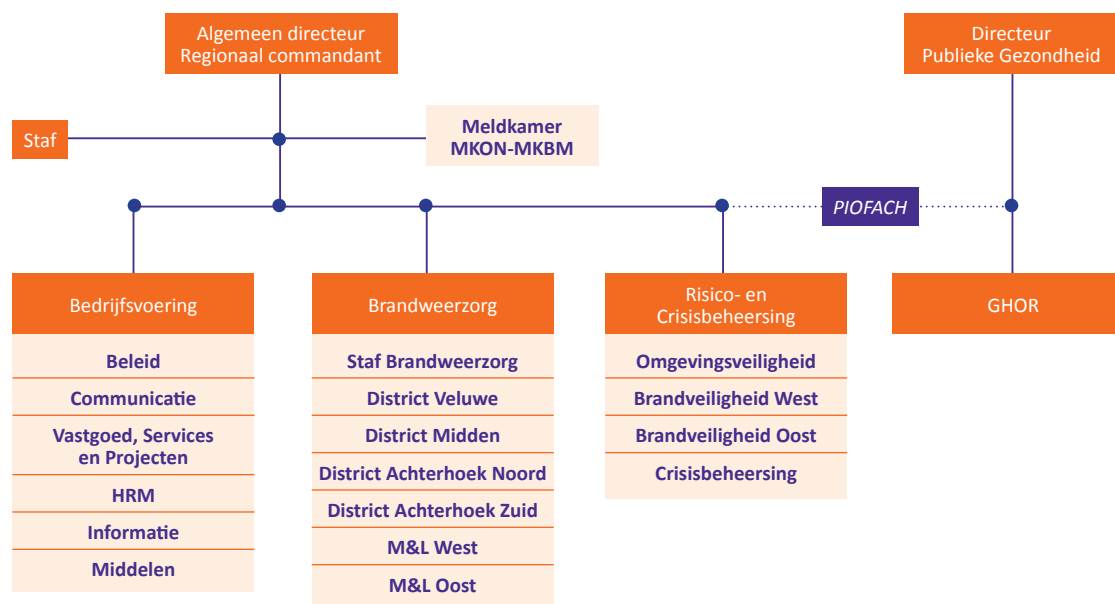 Algemeen directeur
Regionaal commandant
Directeur
Publieke Gezondheid
Staf
Meldkamer
MKON-MKBM
PIOFACH
Bedrijfsvoering
Beleid
Communicatie
Vastgoed, Services
en Projecten
HRM
Informatie
Middelen
Brandweerzorg
Staf Brandweerzorg
District Veluwe
District Midden
District Achterhoek Noord
District Achterhoek Zuid
M&L West
M&L Oost
Risico- en
Crisisbeheersing
Omgevingsveiligheid
Brandveiligheid West
Brandveiligheid Oost
Crisisbeheersing
GHOR